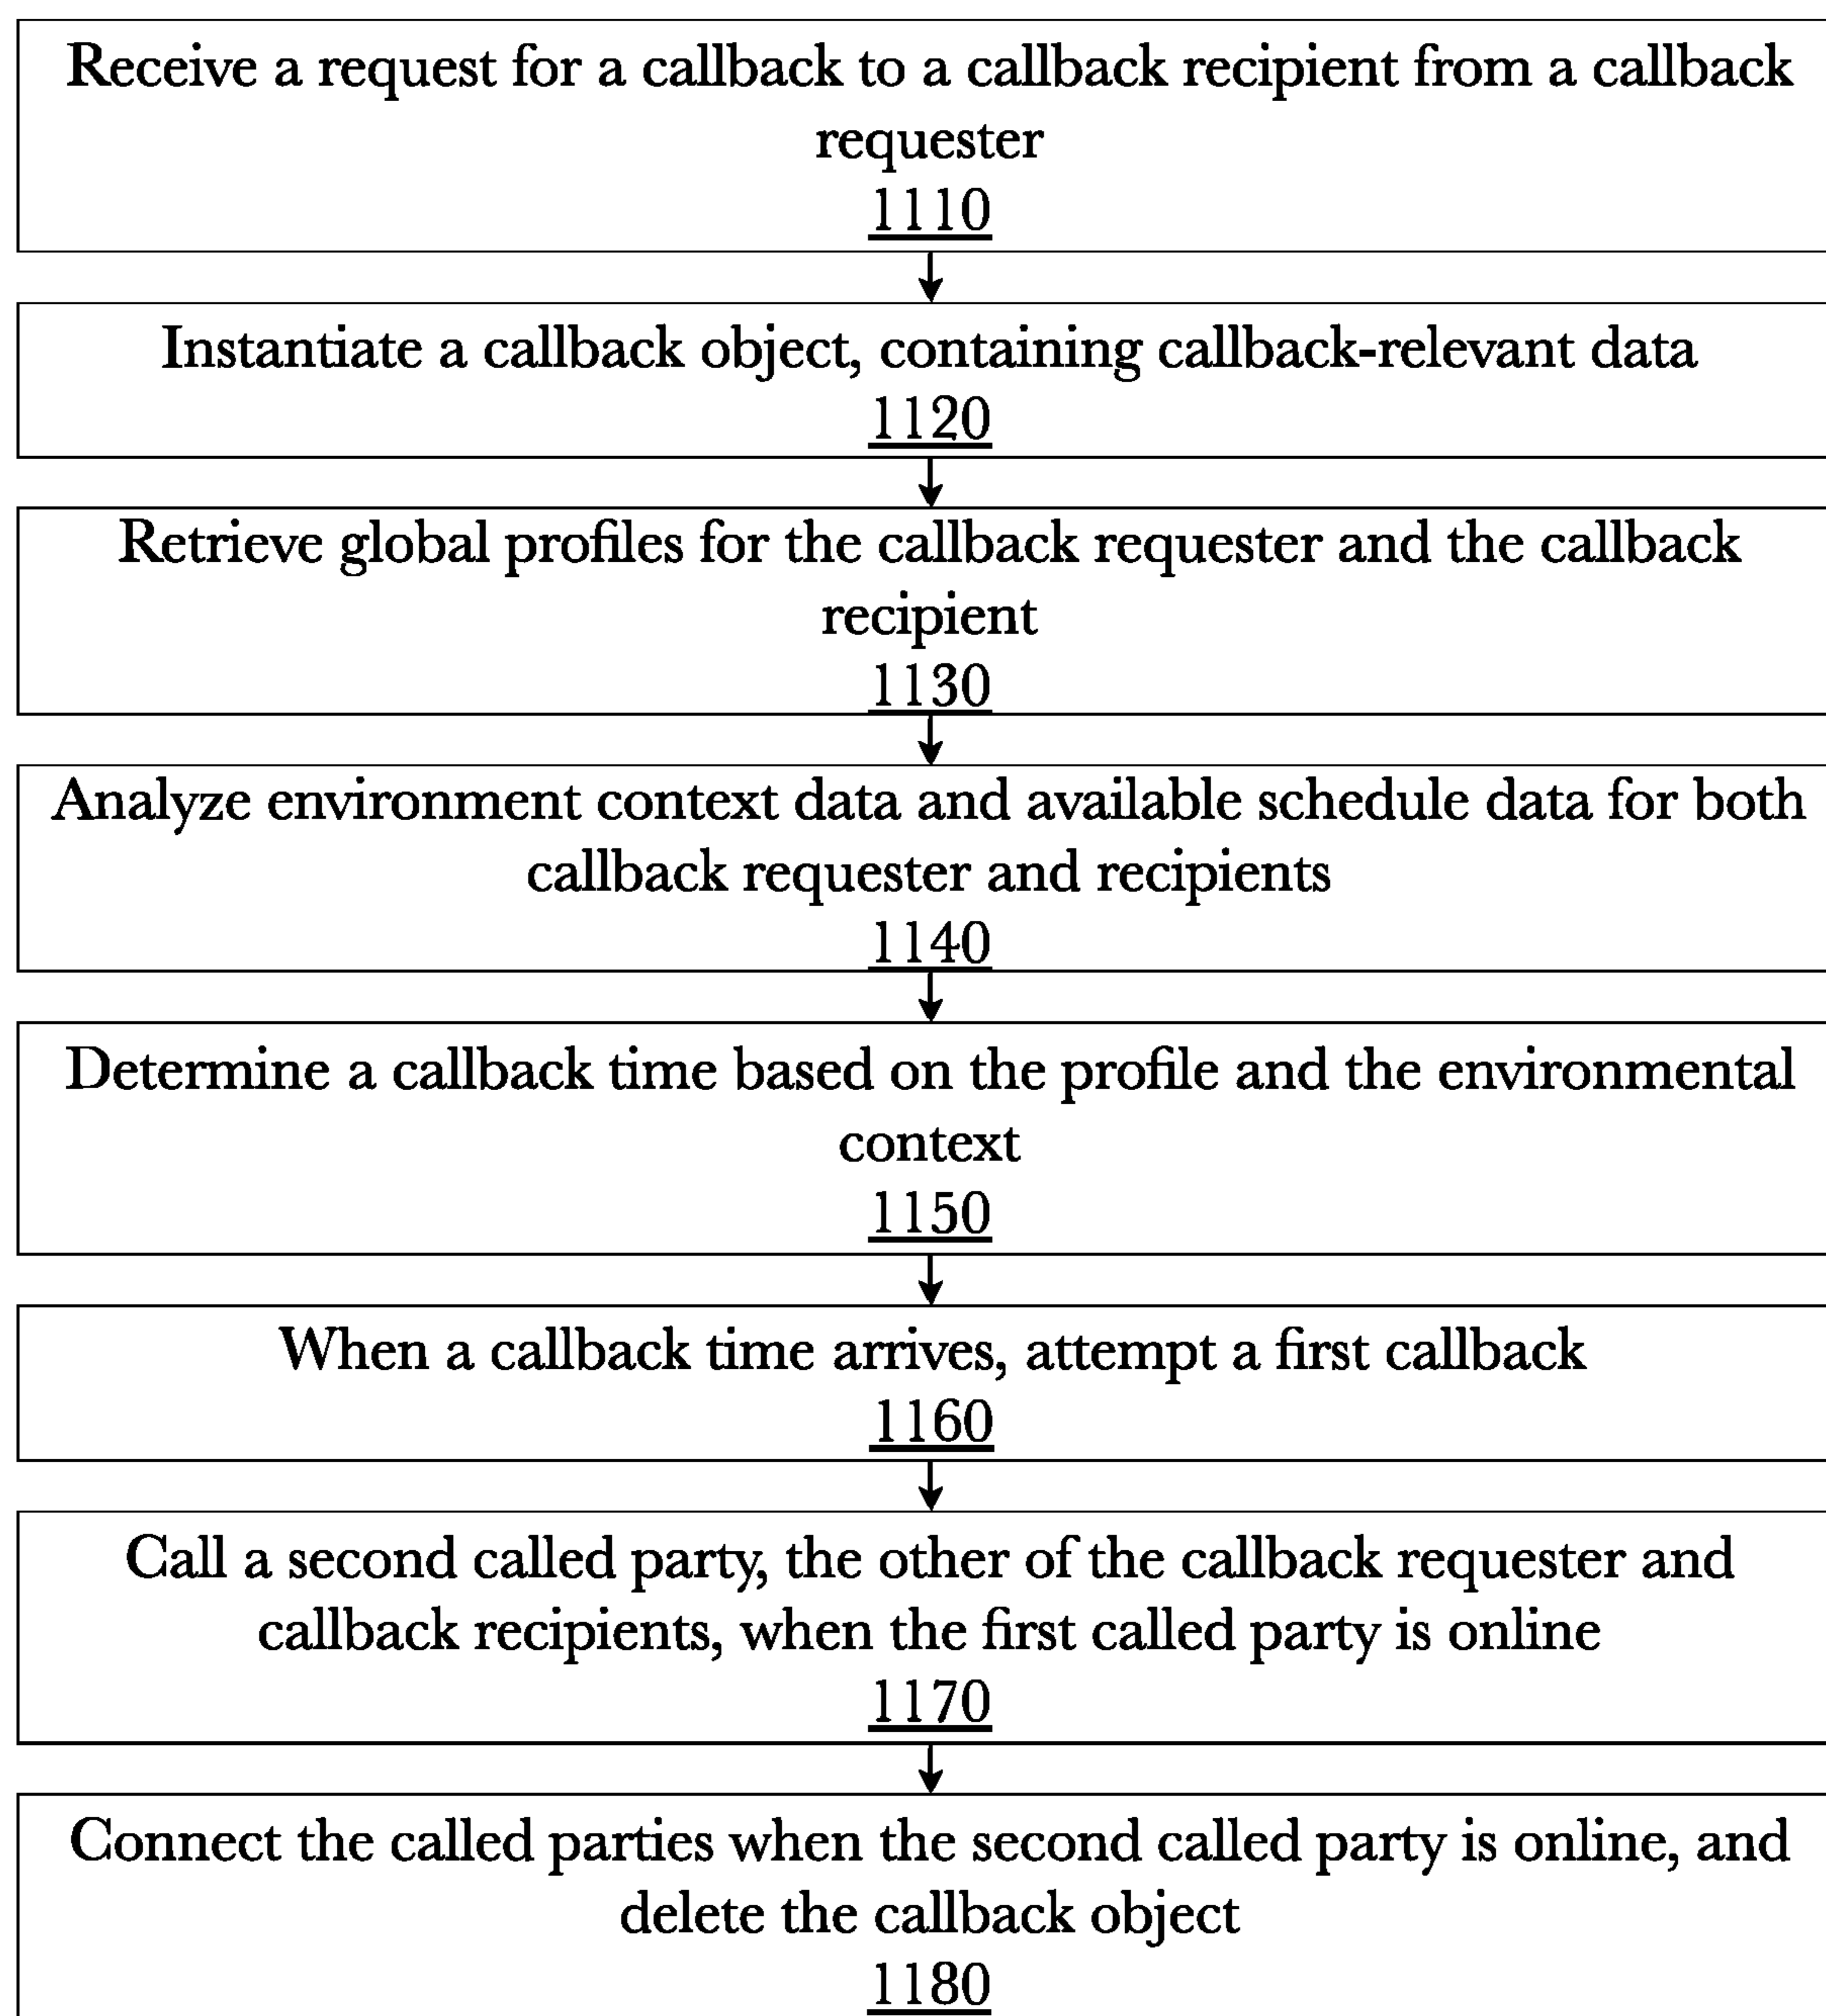 Receive a request for a callback to a callback recipient from a callback
requester
1110
Instantiate a callback object, containing callback-relevant data
1120
Retrieve global profiles for the callback requester and the callback
recipient
1130
Analyze environment context data and available schedule data for both
callback requester and recipients
1140
Determine a callback time based on the profile and the environmental
context
1150
When a callback time arrives, attempt a first callback
1160
Call a second called party, the other of the callback requester and
callback recipients, when the first called party is online
1170
Connect the called parties when the second called party is online, and
delete the callback object
1180